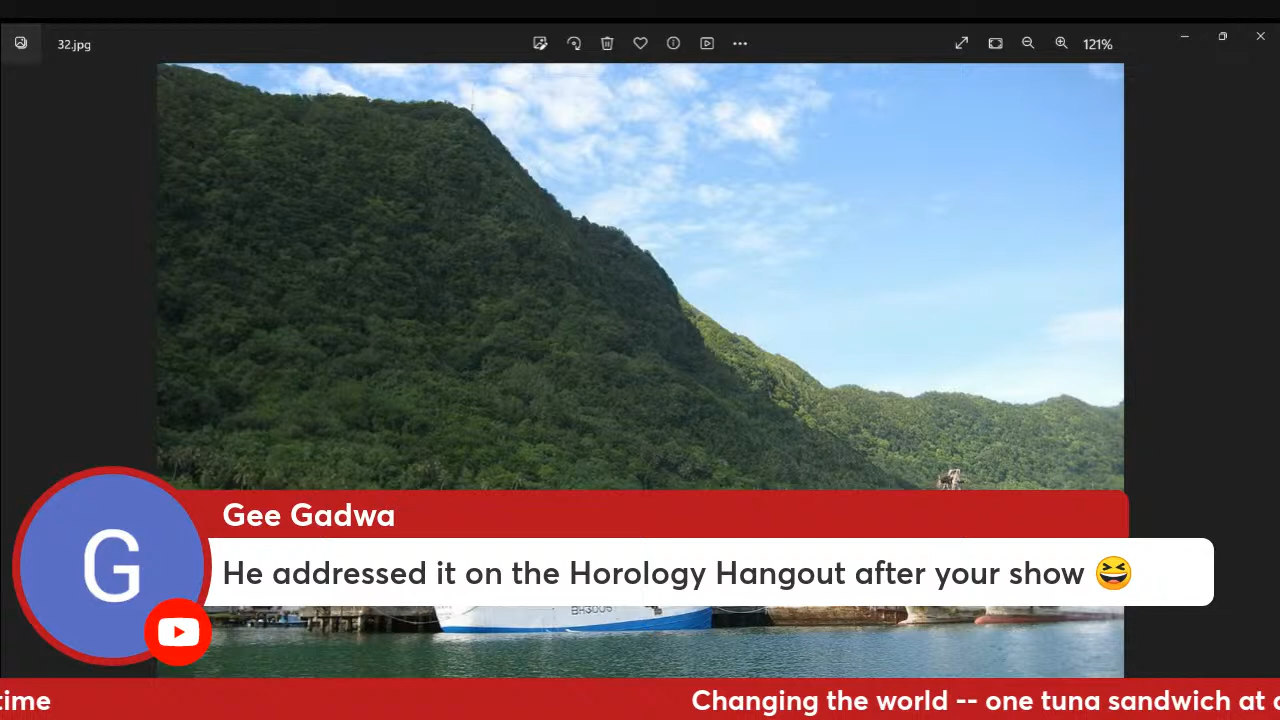 32.jpg
121%
Gee Gadwa
G
He addressed it on the Horology Hangout after your show 😆
time
Changing the world -- one tuna sandwich at